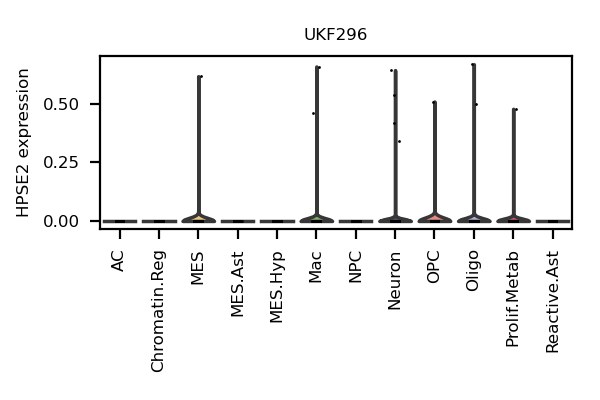 UKF296
HPSE2 expression
0.50
0.25
0.00
AC
Chromatin.Reg
MES
MES.Ast
MES.Hyp
Mac
NPC
Neuron
OPC
Oligo
Prolif.Metab
Reactive.Ast